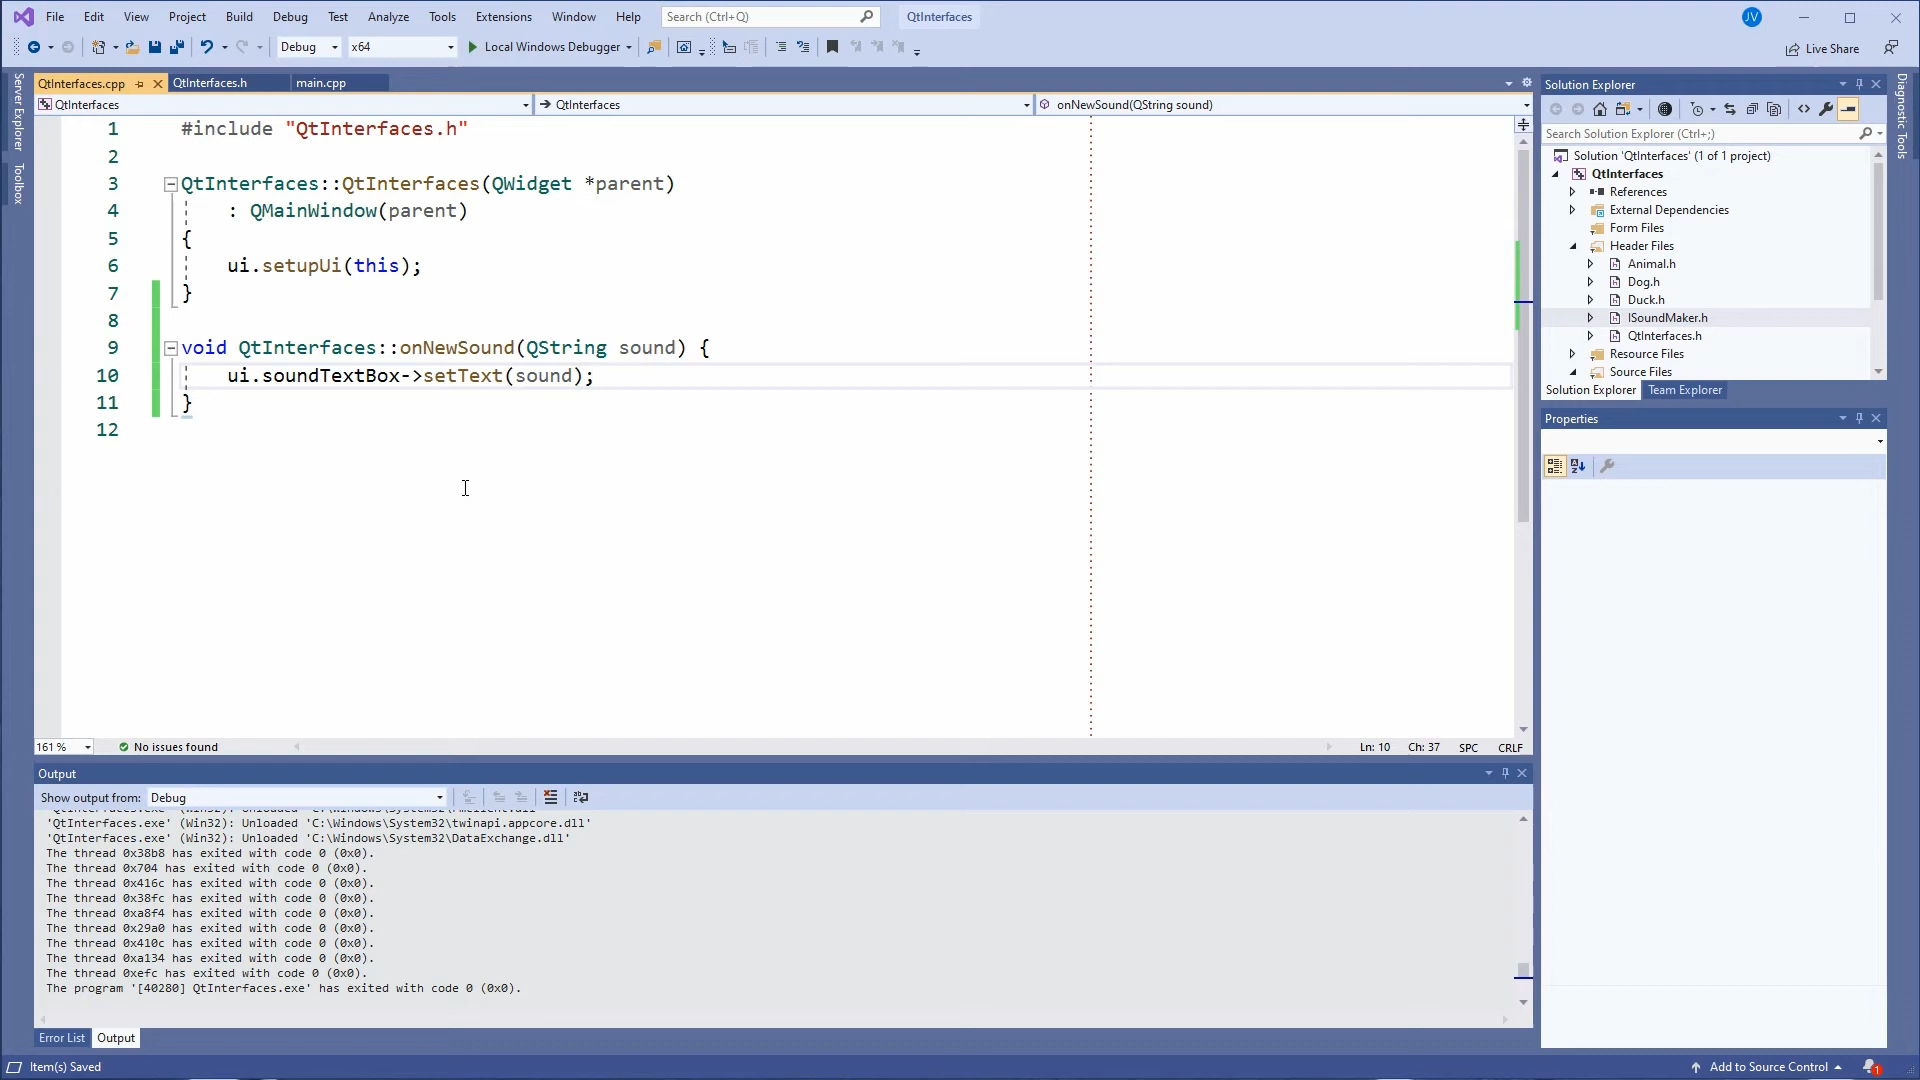 File Edit View Project Build Debug Test Analyze Tools Extensions Window Help Search (Ctrl+Q) QtInterfaces JV
Debug x64 Local Windows Debugger Live Share
QtInterfaces.cpp QtInterfaces.h main.cpp
QtInterfaces QtInterfaces onNewSound(QString sound)
Server Explorer
Toolbox
1 #include "QtInterfaces.h"
2
3 QtInterfaces::QtInterfaces(QWidget *parent)
4 : QMainWindow(parent)
5 {
6 ui.setupUi(this);
7 }
8
9 void QtInterfaces::onNewSound(QString sound) {
10 ui.soundTextBox->setText(sound);
11 }
12
161 % No issues found Ln: 10 Ch: 37 SPC CRLF
Output
Show output from: Debug
'QtInterfaces.exe' (Win32): Unloaded
'QtInterfaces.exe' (Win32): Unloaded 'C:\Windows\System32\twinapi.appcore.dll'
'QtInterfaces.exe' (Win32): Unloaded 'C:\Windows\System32\DataExchange.dll'
The thread 0x38b8 has exited with code 0 (0x0).
The thread 0x704 has exited with code 0 (0x0).
The thread 0x416c has exited with code 0 (0x0).
The thread 0x38fc has exited with code 0 (0x0).
The thread 0xa8f4 has exited with code 0 (0x0).
The thread 0x29a0 has exited with code 0 (0x0).
The thread 0x410c has exited with code 0 (0x0).
The thread 0xa134 has exited with code 0 (0x0).
The thread 0xefc has exited with code 0 (0x0).
The program '[40280] QtInterfaces.exe' has exited with code 0 (0x0).
Error List Output
Item(s) Saved Add to Source Control 1
Solution Explorer
Search Solution Explorer (Ctrl+;)
Solution 'QtInterfaces' (1 of 1 project)
QtInterfaces
References
External Dependencies
Form Files
Header Files
Animal.h
Dog.h
Duck.h
ISoundMaker.h
QtInterfaces.h
Resource Files
Source Files
Solution Explorer Team Explorer
Properties
Diagnostic Tools